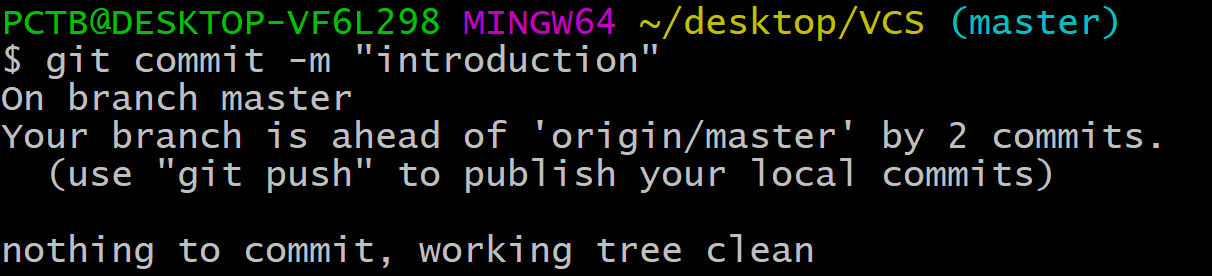 PCTB@DESKTOP-VF6L298 MINGW64 ~/desktop/VCS (master)
$ git commit -m "introduction"
On branch master
Your branch is ahead of 'origin/master' by 2 commits.
  (use "git push" to publish your local commits)

nothing to commit, working tree clean